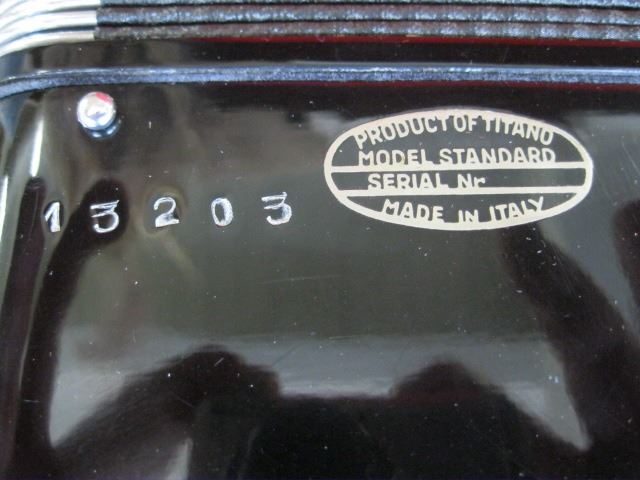 13203
PRODUCT OF TITANO
MODEL STANDARD
SERIAL Nr
MADE IN ITALY